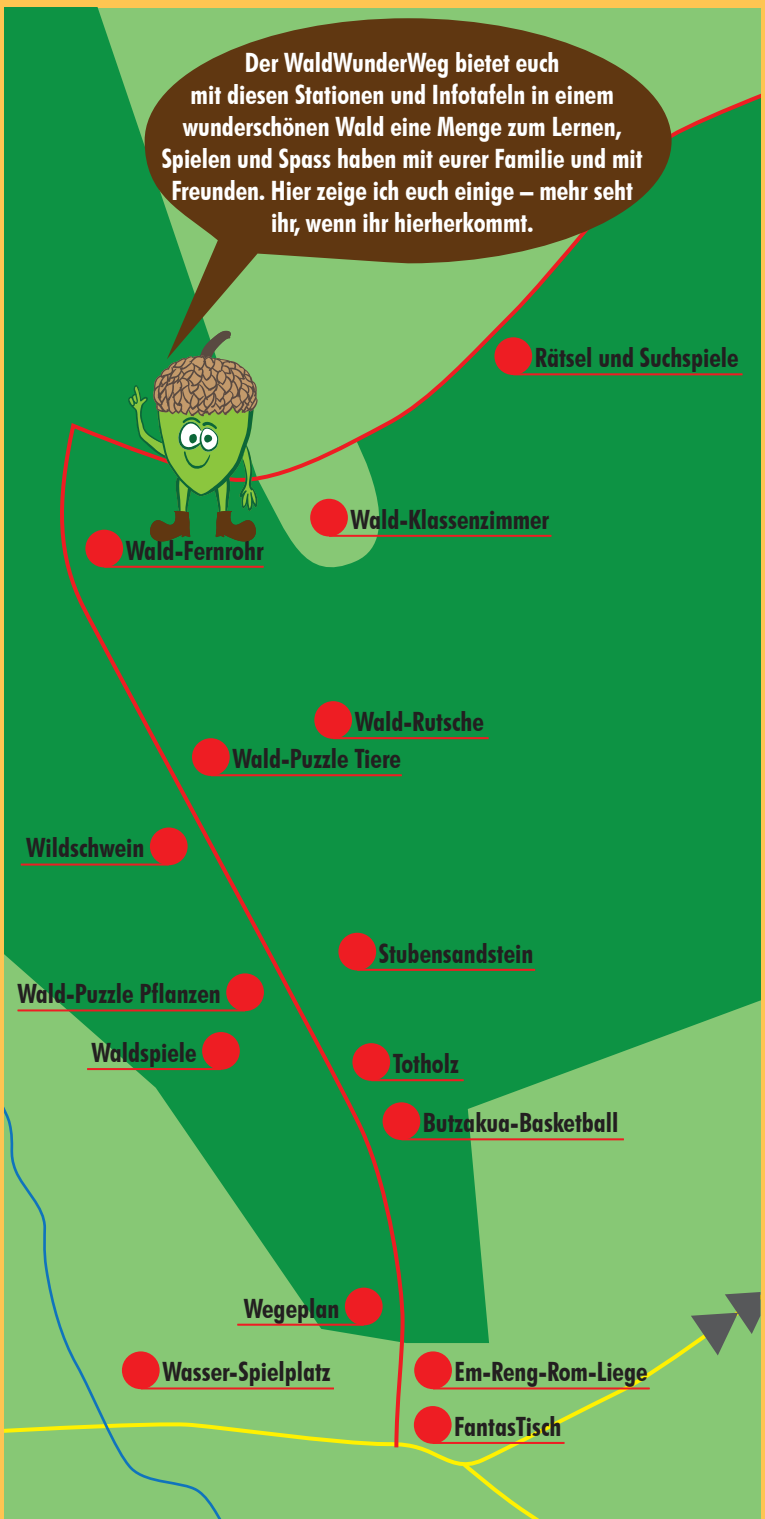 Der WaldWunderWeg bietet euch
mit diesen Stationen und Infotafeln in einem
wunderschönen Wald eine Menge zum Lernen,
Spielen und Spass haben mit eurer Familie und mit
Freunden. Hier zeige ich euch einige – mehr seht
ihr, wenn ihr hierherkommt.
Rätsel und Suchspiele
Wald-Klassenzimmer
Wald-Fernrohr
Wald-Rutsche
Wald-Puzzle Tiere
Wildschwein
Stubensandstein
Wald-Puzzle Pflanzen
Waldspiele
Totholz
Butzakua-Basketball
Wegeplan
Wasser-Spielplatz
Em-Reng-Rom-Liege
FantasTisch